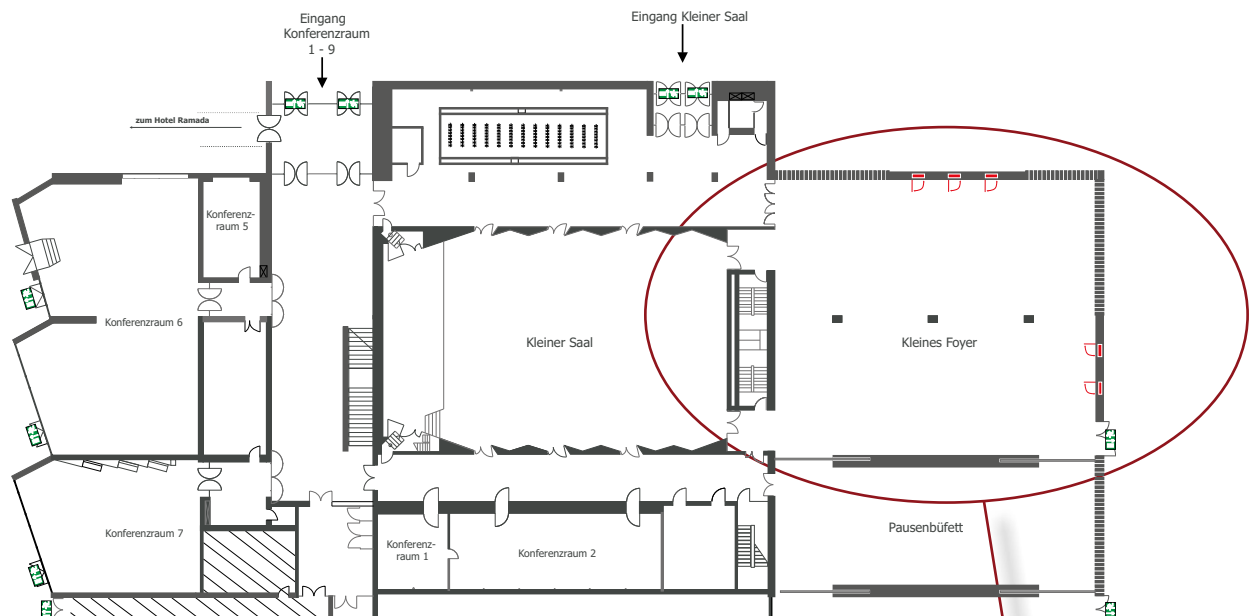 Eingang
Konferenzraum
1 - 9
Eingang Kleiner Saal
zum Hotel Ramada
Konferenz-
raum 5
Konferenzraum 6
Kleiner Saal
Kleines Foyer
Konferenzraum 7
Konferenz-
raum 1
Konferenzraum 2
Pausenbüfett